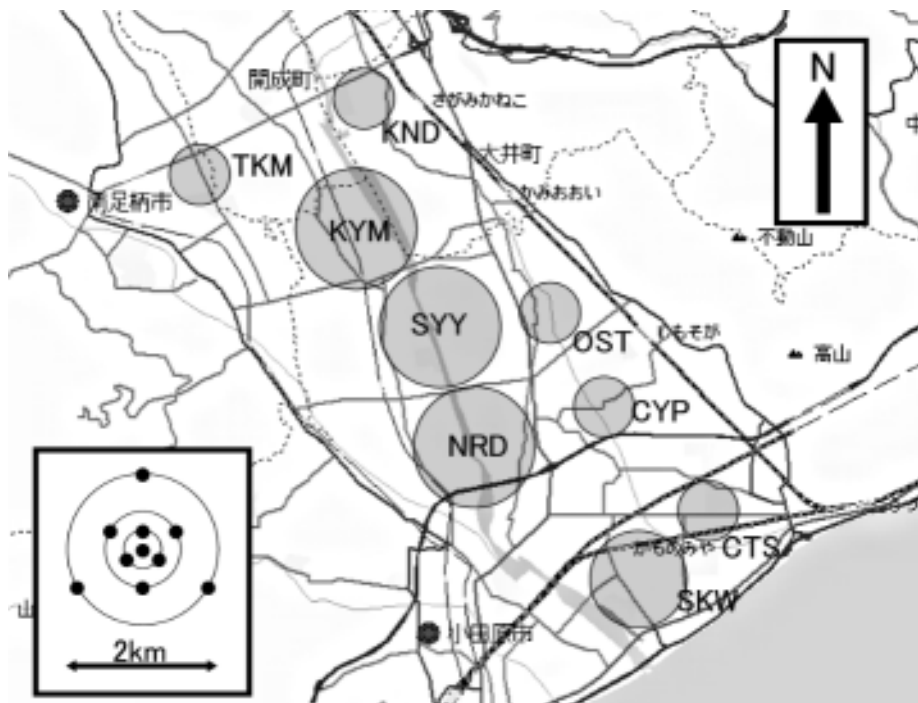 N
開成町
さがみかねこ
KND
大井町
TKM
かみおおい
南足柄市
KYM
不動山
SYY
OST
しもそが
高山
CYP
NRD
かものみや
CTS
SKW
小田原市
2km
山
中